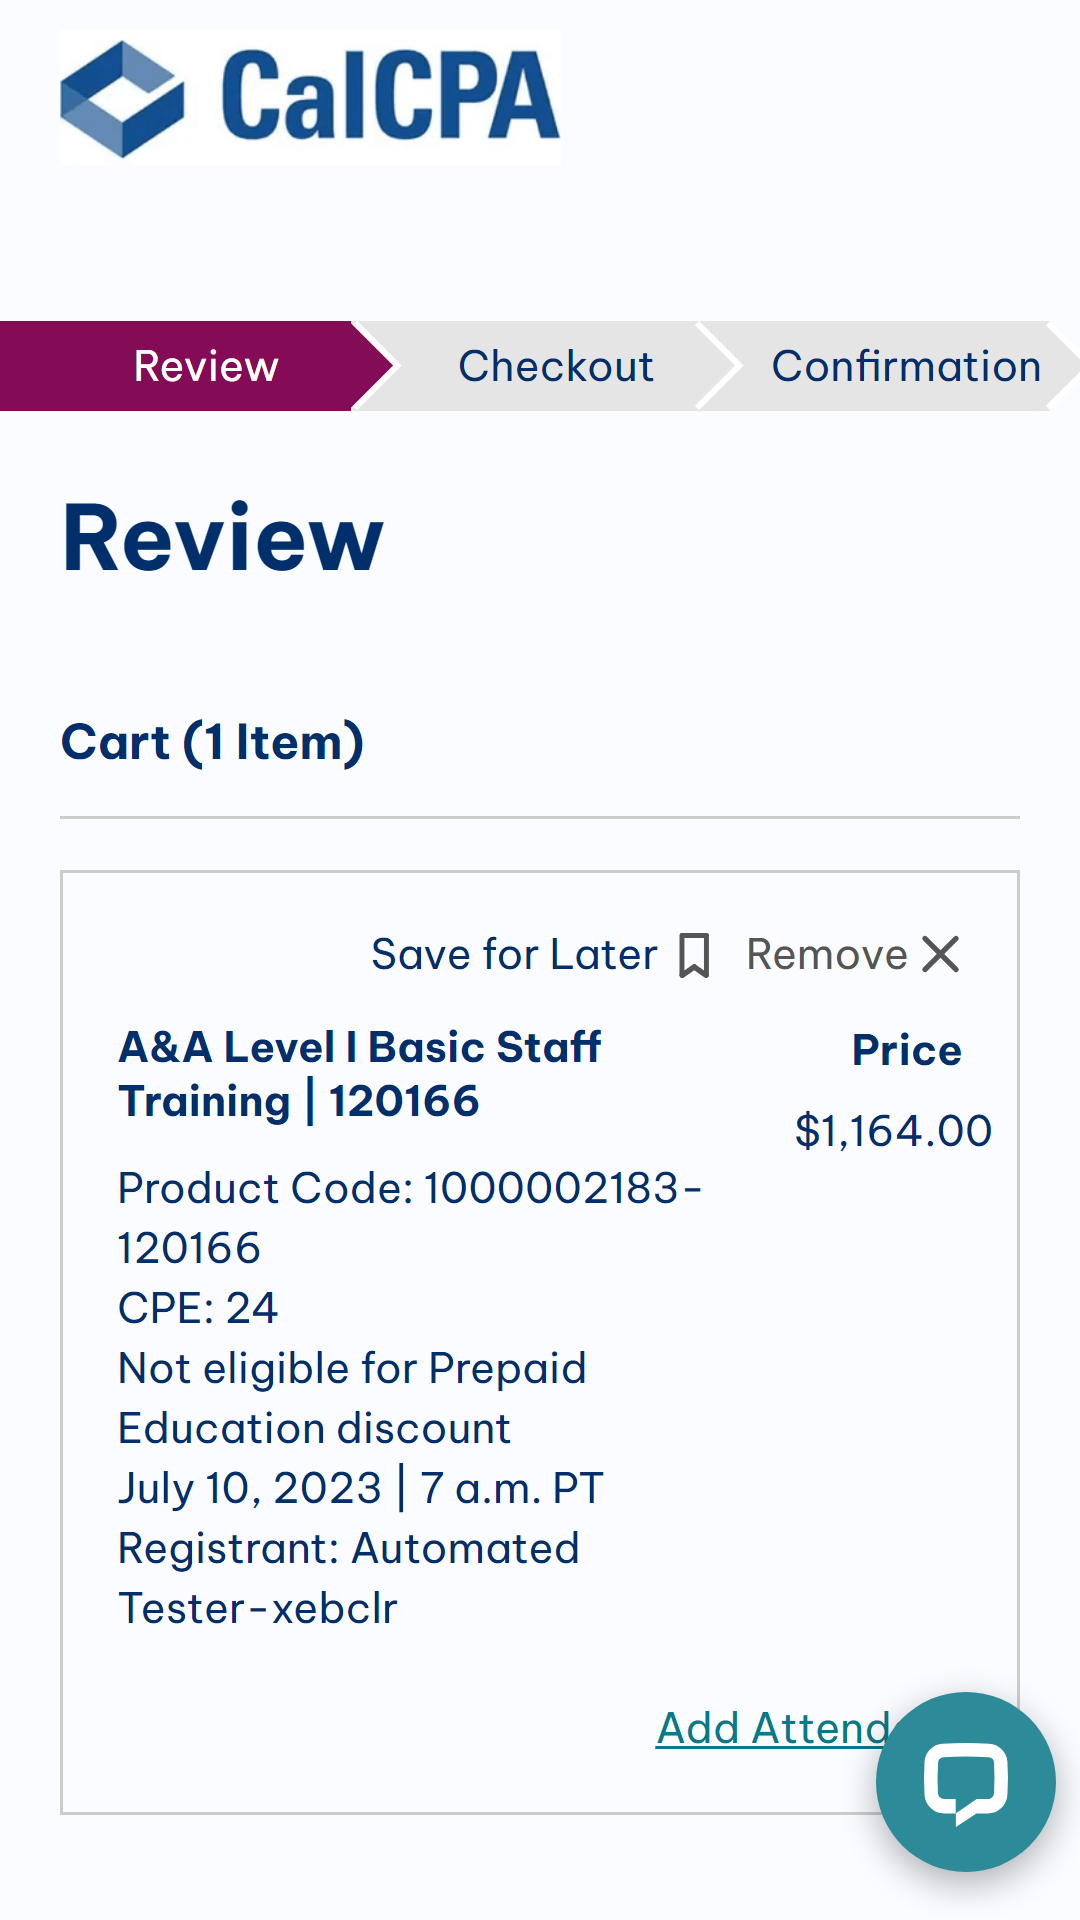 CalCPA
Review
Checkout
Confirmation
Review
Cart (1 Item)
Save for Later
Remove
A&A Level I Basic Staff
Training | 120166
Price
$1,164.00
Product Code: 1000002183-
120166
CPE: 24
Not eligible for Prepaid
Education discount
July 10, 2023 | 7 a.m. PT
Registrant: Automated
Tester-xebclr
Add Attend